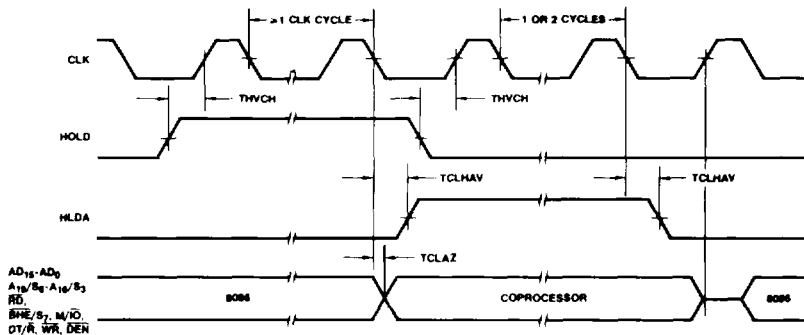 ≥1 CLK CYCLE
1 OR 2 CYCLES
CLK
THVCH
THVCH
HOLD
TCLHAV
TCLHAV
HLDA
TCLAZ
AD15-AD0
A19/S6-A16/S3
RD,
BHE/S7, M/IO,
DT/R, WR, DEN
8086
COPROCESSOR
8086